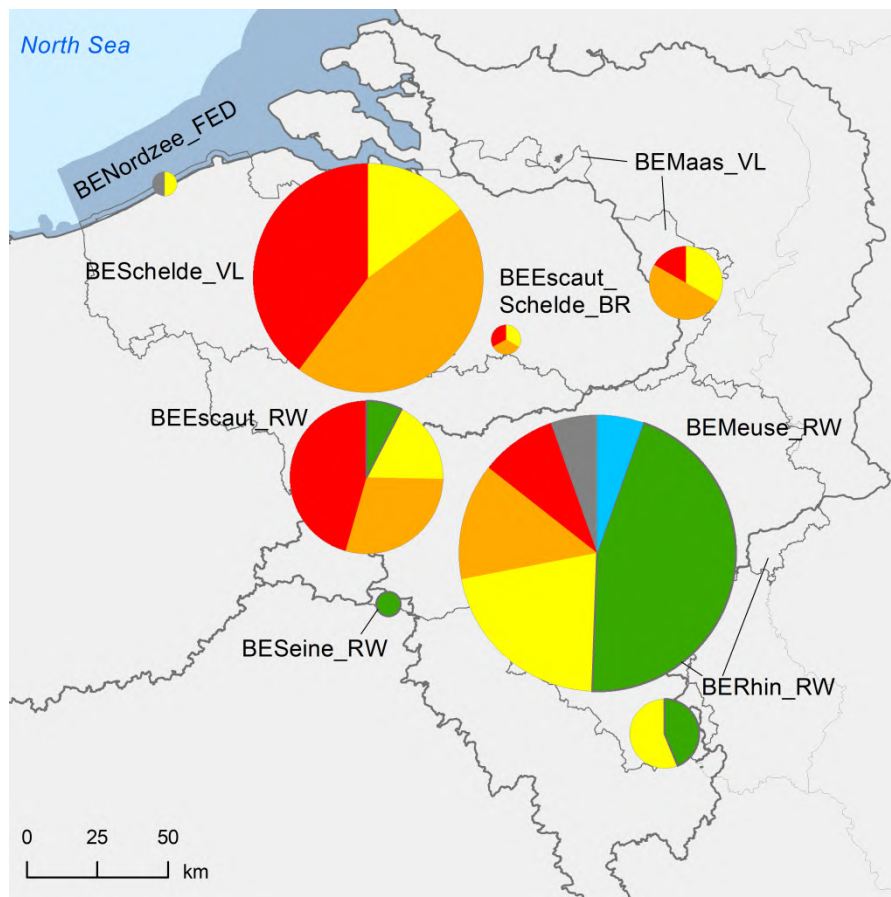 North Sea
BENordzee_FED
BEMaas_VL
BESchelde_VL
BEEscaut_
Schelde_BR
BEEscaut_RW
BEMeuse_RW
BESeine_RW
BERhin_RW
0 25 50
km